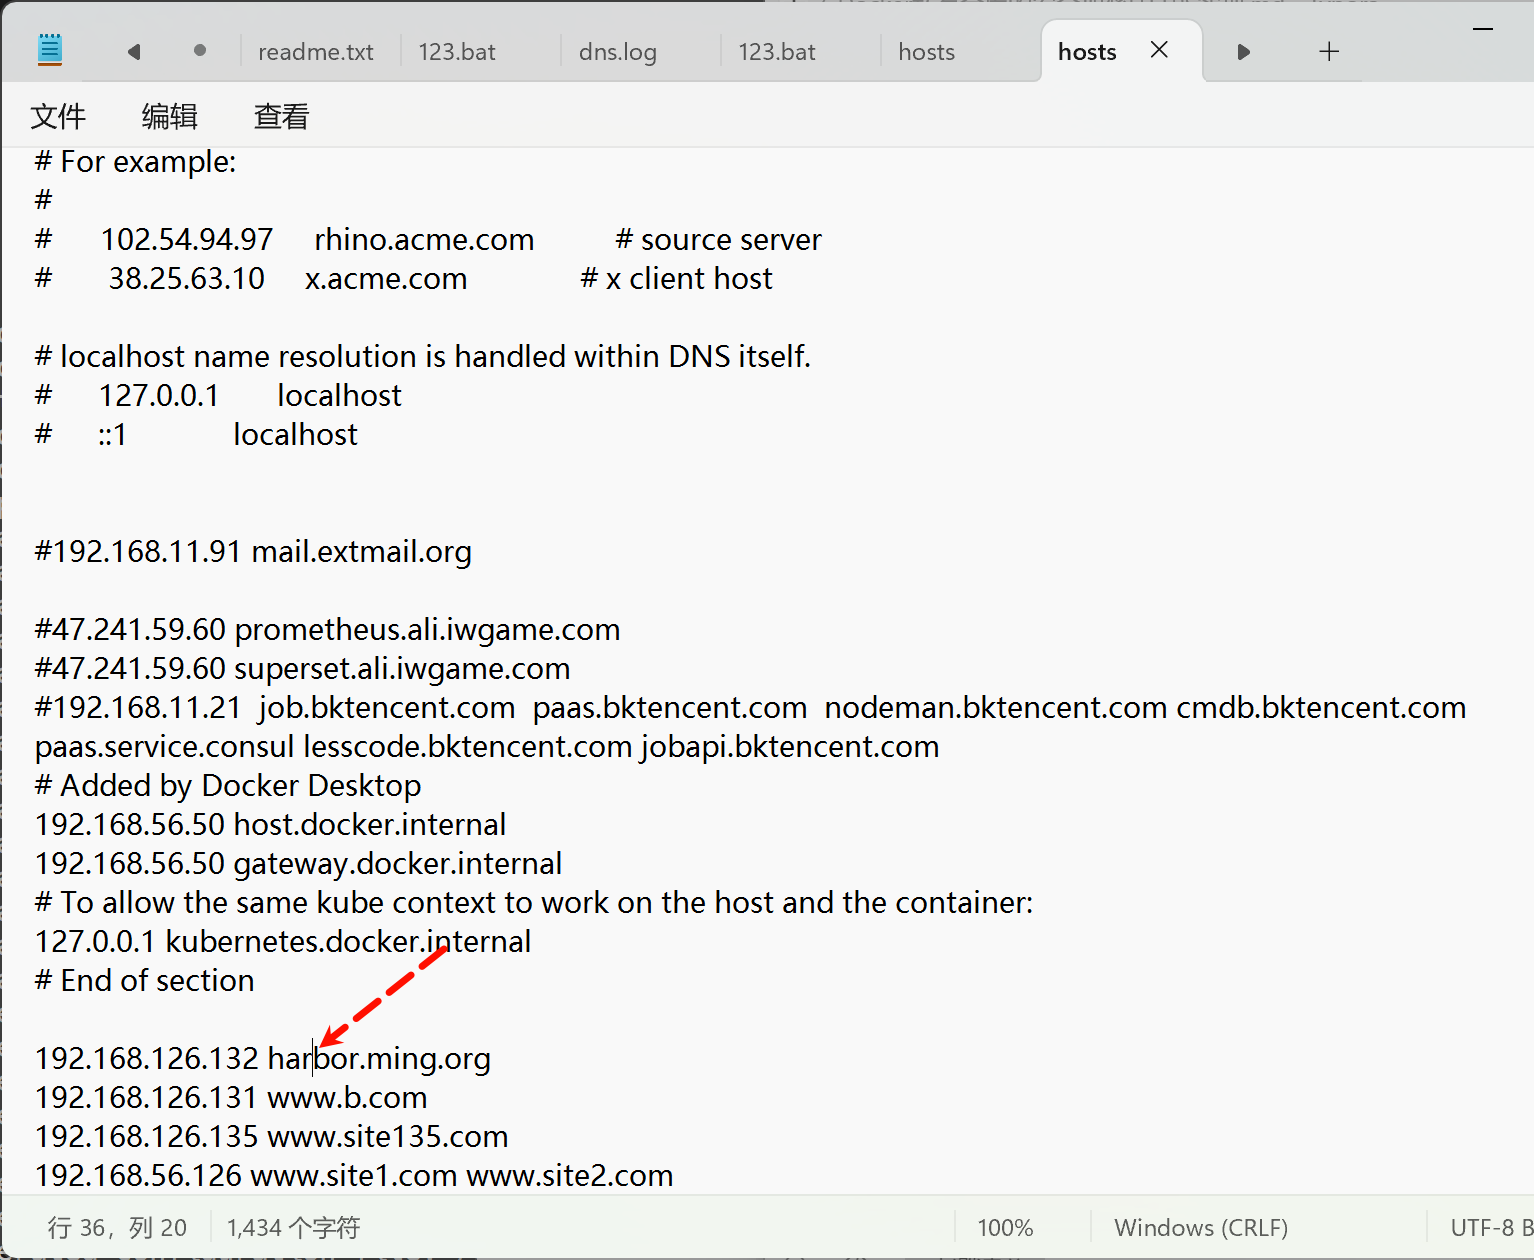 readme.txt 123.bat dns.log 123.bat hosts hosts
文件 编辑 查看
# For example:
#
# 102.54.94.97 rhino.acme.com # source server
# 38.25.63.10 x.acme.com # x client host
# localhost name resolution is handled within DNS itself.
# 127.0.0.1 localhost
# ::1 localhost
#192.168.11.91 mail.extmail.org
#47.241.59.60 prometheus.ali.iwgame.com
#47.241.59.60 superset.ali.iwgame.com
#192.168.11.21 job.bktencent.com paas.bktencent.com nodeman.bktencent.com cmdb.bktencent.com
paas.service.consul lesscode.bktencent.com jobapi.bktencent.com
# Added by Docker Desktop
192.168.56.50 host.docker.internal
192.168.56.50 gateway.docker.internal
# To allow the same kube context to work on the host and the container:
127.0.0.1 kubernetes.docker.internal
# End of section
192.168.126.132 harbor.ming.org
192.168.126.131 www.b.com
192.168.126.135 www.site135.com
192.168.56.126 www.site1.com www.site2.com
行 36，列 20 1,434 个字符 100% Windows (CRLF) UTF-8 B